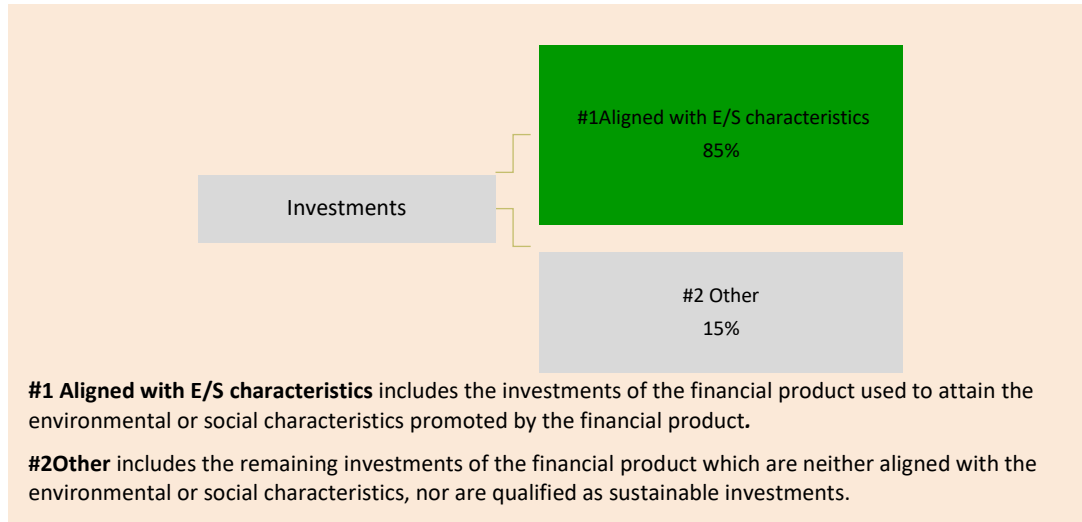 #1Aligned with E/S characteristics
85%
Investments
#2 Other
15%
#1 Aligned with E/S characteristics includes the investments of the financial product used to attain the
environmental or social characteristics promoted by the financial product.
#2Other includes the remaining investments of the financial product which are neither aligned with the
environmental or social characteristics, nor are qualified as sustainable investments.